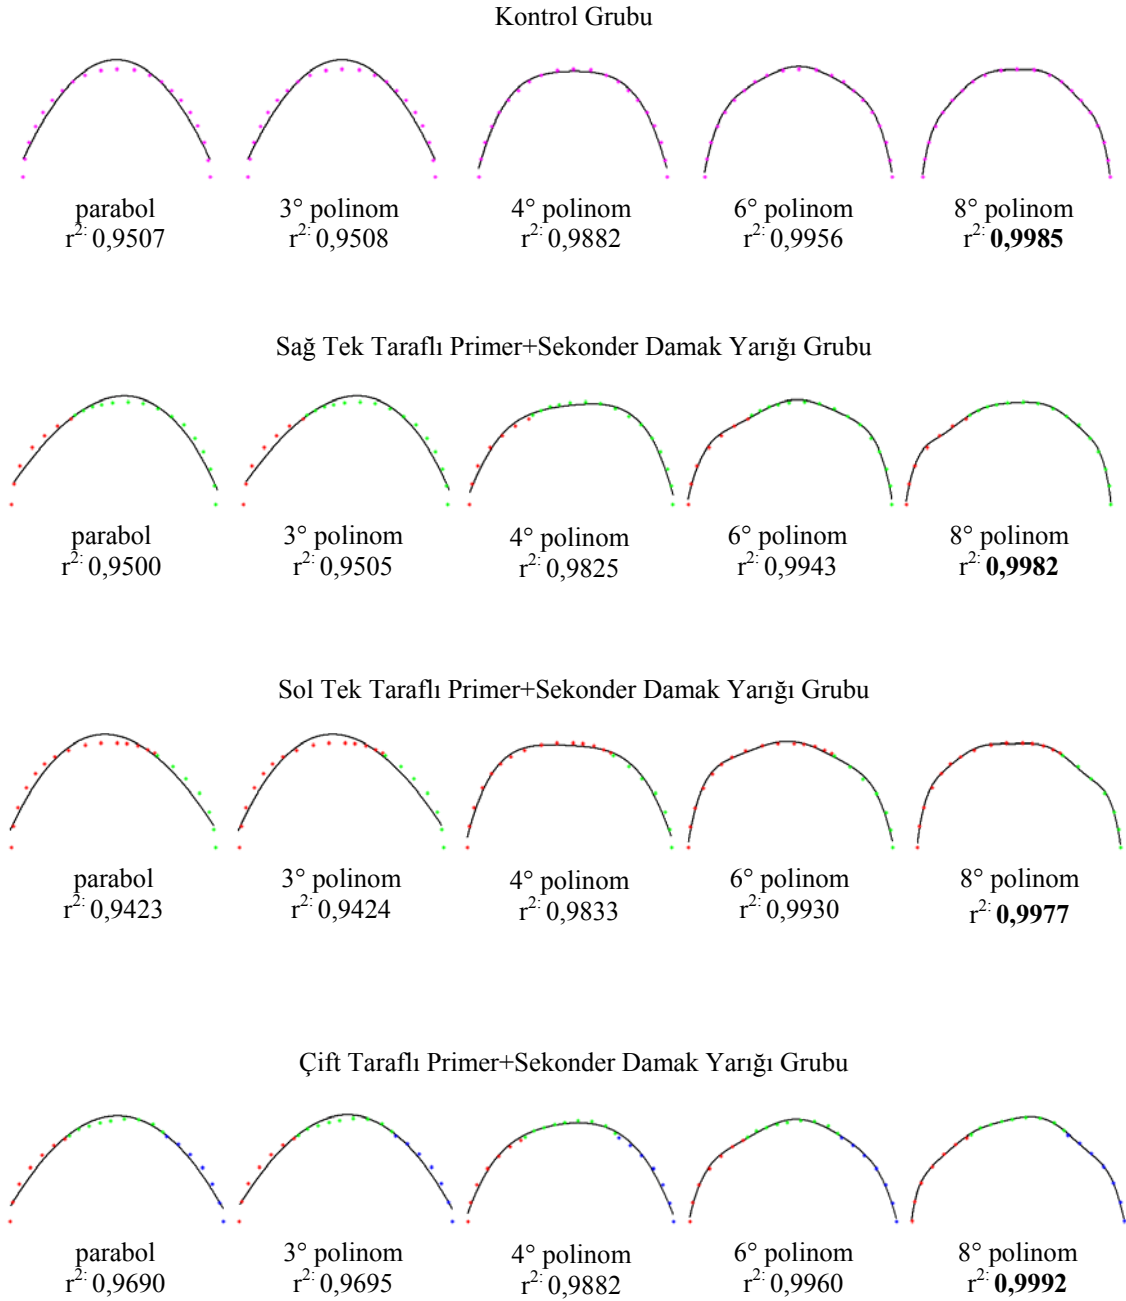 Kontrol Grubu
parabol 3° polinom 4° polinom 6° polinom 8° polinom
r²: 0,9507 r²: 0,9508 r²: 0,9882 r²: 0,9956 r²: 0,9985
Sağ Tek Taraflı Primer+Sekonder Damak Yarığı Grubu
parabol 3° polinom 4° polinom 6° polinom 8° polinom
r²: 0,9500 r²: 0,9505 r²: 0,9825 r²: 0,9943 r²: 0,9982
Sol Tek Taraflı Primer+Sekonder Damak Yarığı Grubu
parabol 3° polinom 4° polinom 6° polinom 8° polinom
r²: 0,9423 r²: 0,9424 r²: 0,9833 r²: 0,9930 r²: 0,9977
Çift Taraflı Primer+Sekonder Damak Yarığı Grubu
parabol 3° polinom 4° polinom 6° polinom 8° polinom
r²: 0,9690 r²: 0,9695 r²: 0,9882 r²: 0,9960 r²: 0,9992